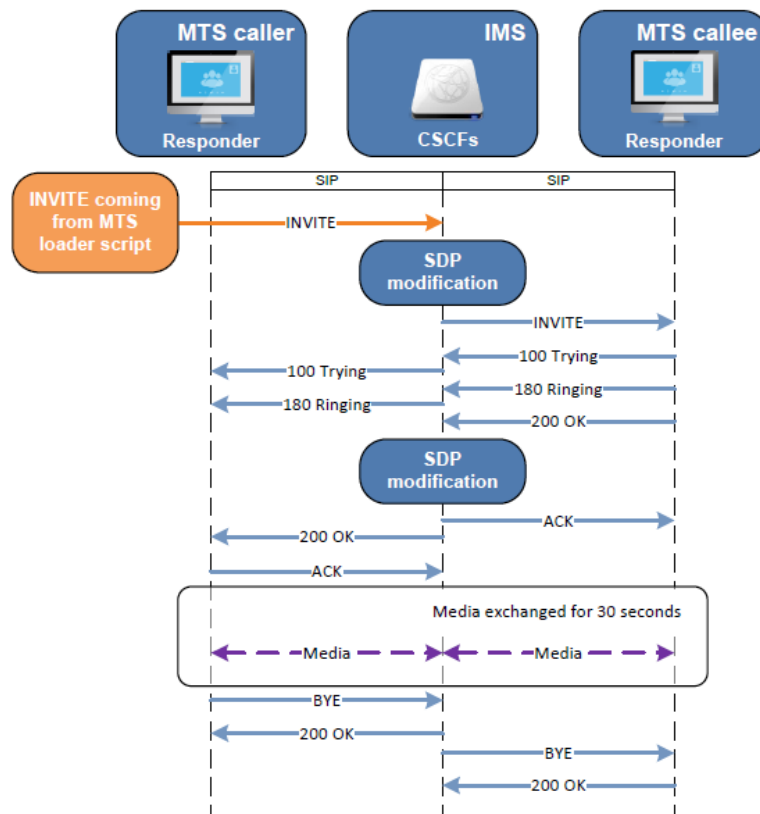 MTS caller
IMS
MTS callee
Responder
CSCFs
Responder
SIP
SIP
INVITE coming
from MTS
loader script
INVITE
SDP
modification
INVITE
100 Trying
100 Trying
180 Ringing
180 Ringing
200 OK
SDP
modification
ACK
200 OK
ACK
Media exchanged for 30 seconds
Media
Media
BYE
200 OK
BYE
200 OK